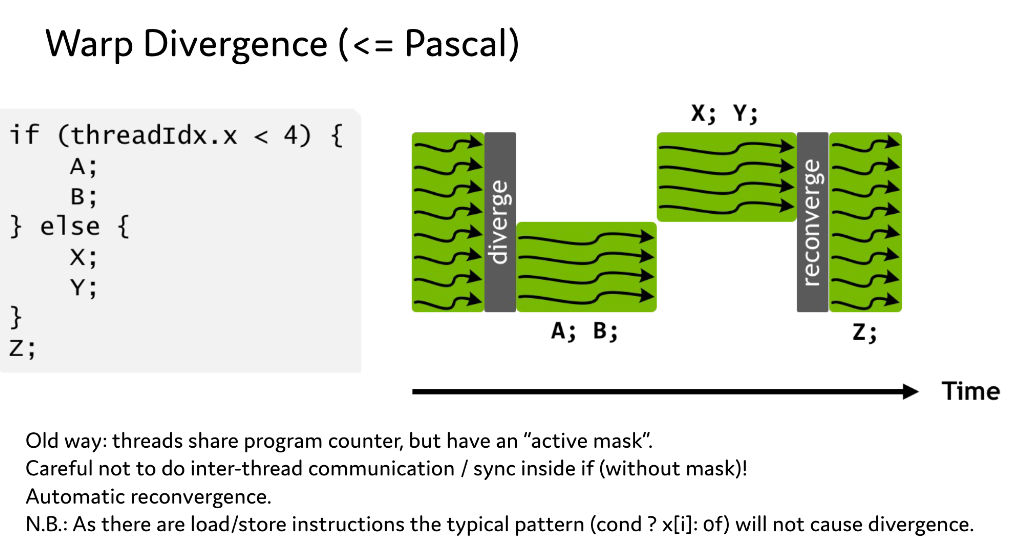 Warp Divergence (<= Pascal)
if (threadIdx.x < 4) {
A;
B;
} else {
X;
Y;
}
Z;
X; Y;
diverge
reconverge
A; B;
Z;
Time
Old way: threads share program counter, but have an “active mask”.
Careful not to do inter-thread communication / sync inside if (without mask)!
Automatic reconvergence.
N.B.: As there are load/store instructions the typical pattern (cond ? x[i]: 0f) will not cause divergence.